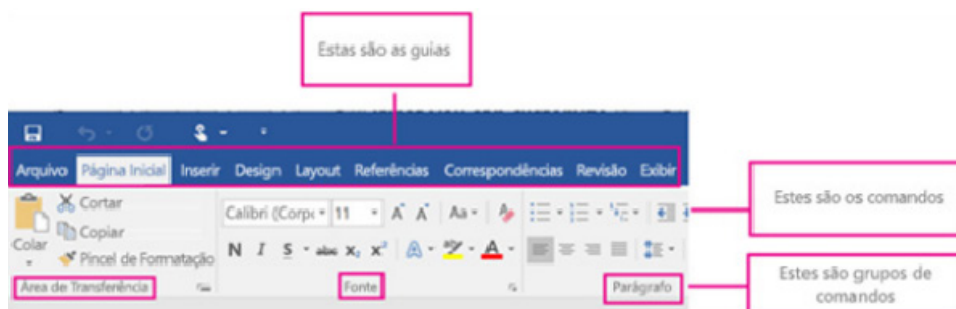 Estas são as guias
Arquivo Página Inicial Inserir Design Layout Referências Correspondências Revisão Exibir
Estes são os comandos
Cortar
Calibri (Corpo 11 A A Aa
Copiar
Colar
Pincel de Formatação
N I S abc X₂ X² A aby A
Área de Transferência Fonte Parágrafo
Estes são grupos de
comandos